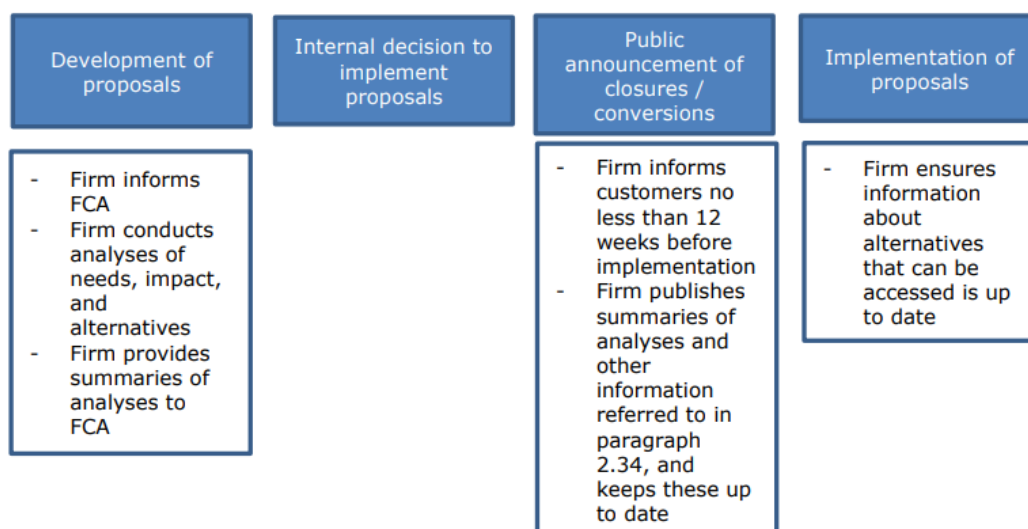 Development of
proposals
- Firm informs
FCA
- Firm conducts
analyses of
needs, impact,
and
alternatives
- Firm provides
summaries of
analyses to
FCA
Internal decision to
implement
proposals
Public
announcement of
closures /
conversions
- Firm informs
customers no
less than 12
weeks before
implementation
- Firm publishes
summaries of
analyses and
other
information
referred to in
paragraph
2.34, and
keeps these up
to date
Implementation of
proposals
- Firm ensures
information
about
alternatives
that can be
accessed is up
to date